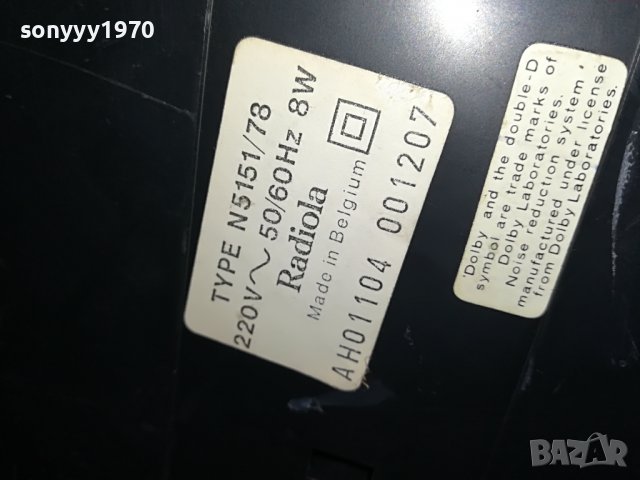 sonyyy1970
TYPE N5151/78
220V~ 50/60Hz 8W
Radiola
Made in Belgium
AH01104 001207
'Dolby' and the double-D
symbol are trade marks of
Dolby Laboratories.
Noise reduction system
manufactured under license
from Dolby Laboratories.
BAZAR